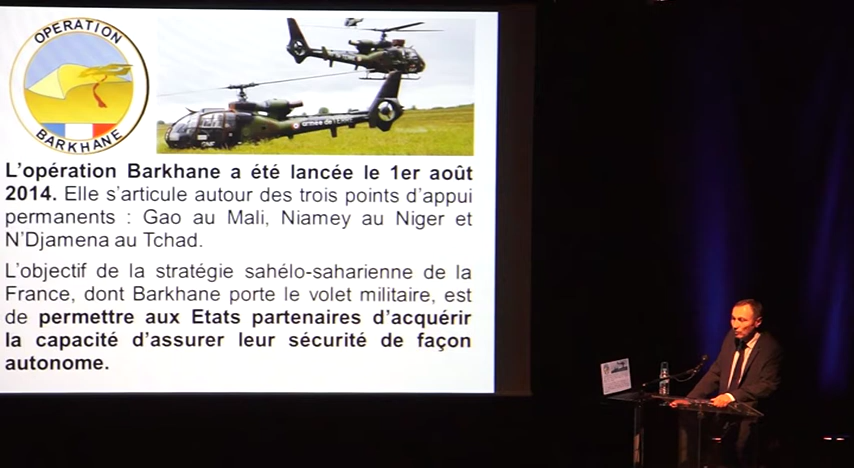 OPERATION
BARKHANE
armée de TERRE
L’opération Barkhane a été lancée le 1er août
2014. Elle s’articule autour des trois points d’appui
permanents : Gao au Mali, Niamey au Niger et
N’Djamena au Tchad.
L’objectif de la stratégie sahélo-saharienne de la
France, dont Barkhane porte le volet militaire, est
de permettre aux Etats partenaires d’acquérir
la capacité d’assurer leur sécurité de façon
autonome.